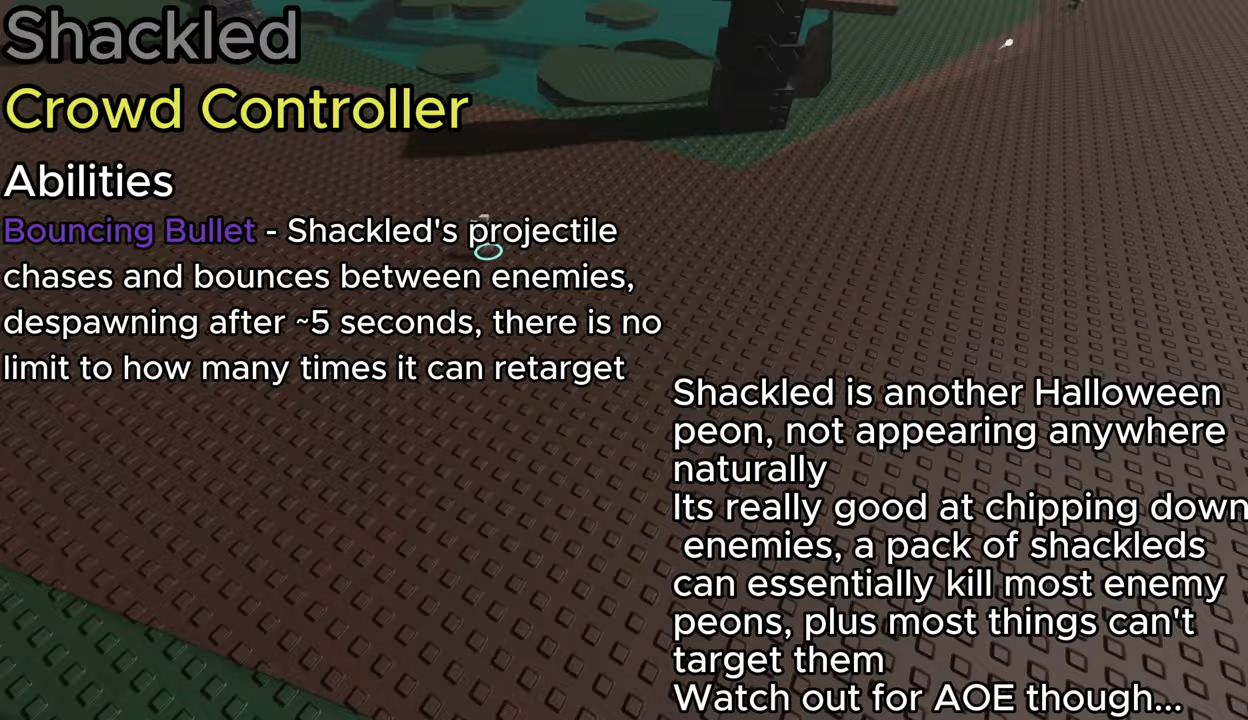 Shackled
Crowd Controller
Abilities
Bouncing Bullet - Shackled's projectile
chases and bounces between enemies,
despawning after ~5 seconds, there is no
limit to how many times it can retarget
Shackled is another Halloween
peon, not appearing anywhere
naturally
Its really good at chipping down
enemies, a pack of shackleds
can essentially kill most enemy
peons, plus most things can't
target them
Watch out for AOE though...